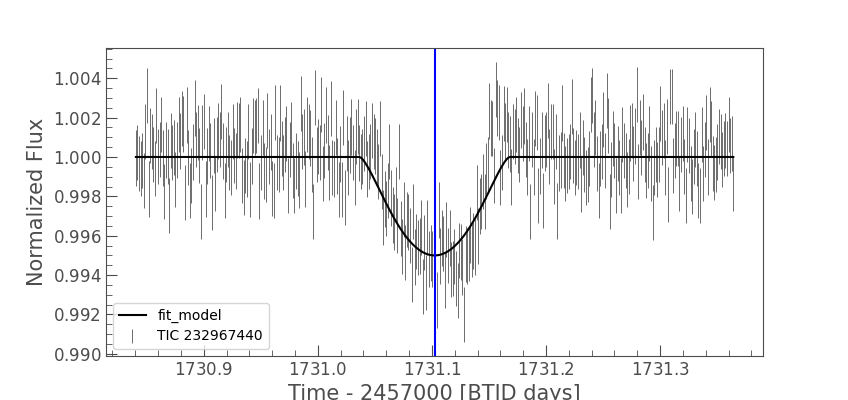 Normalized Flux
1.004
1.002
1.000
0.998
0.996
0.994
0.992
0.990
fit_model
TIC 232967440
1730.9 1731.0 1731.1 1731.2 1731.3
Time - 2457000 [BTJD days]